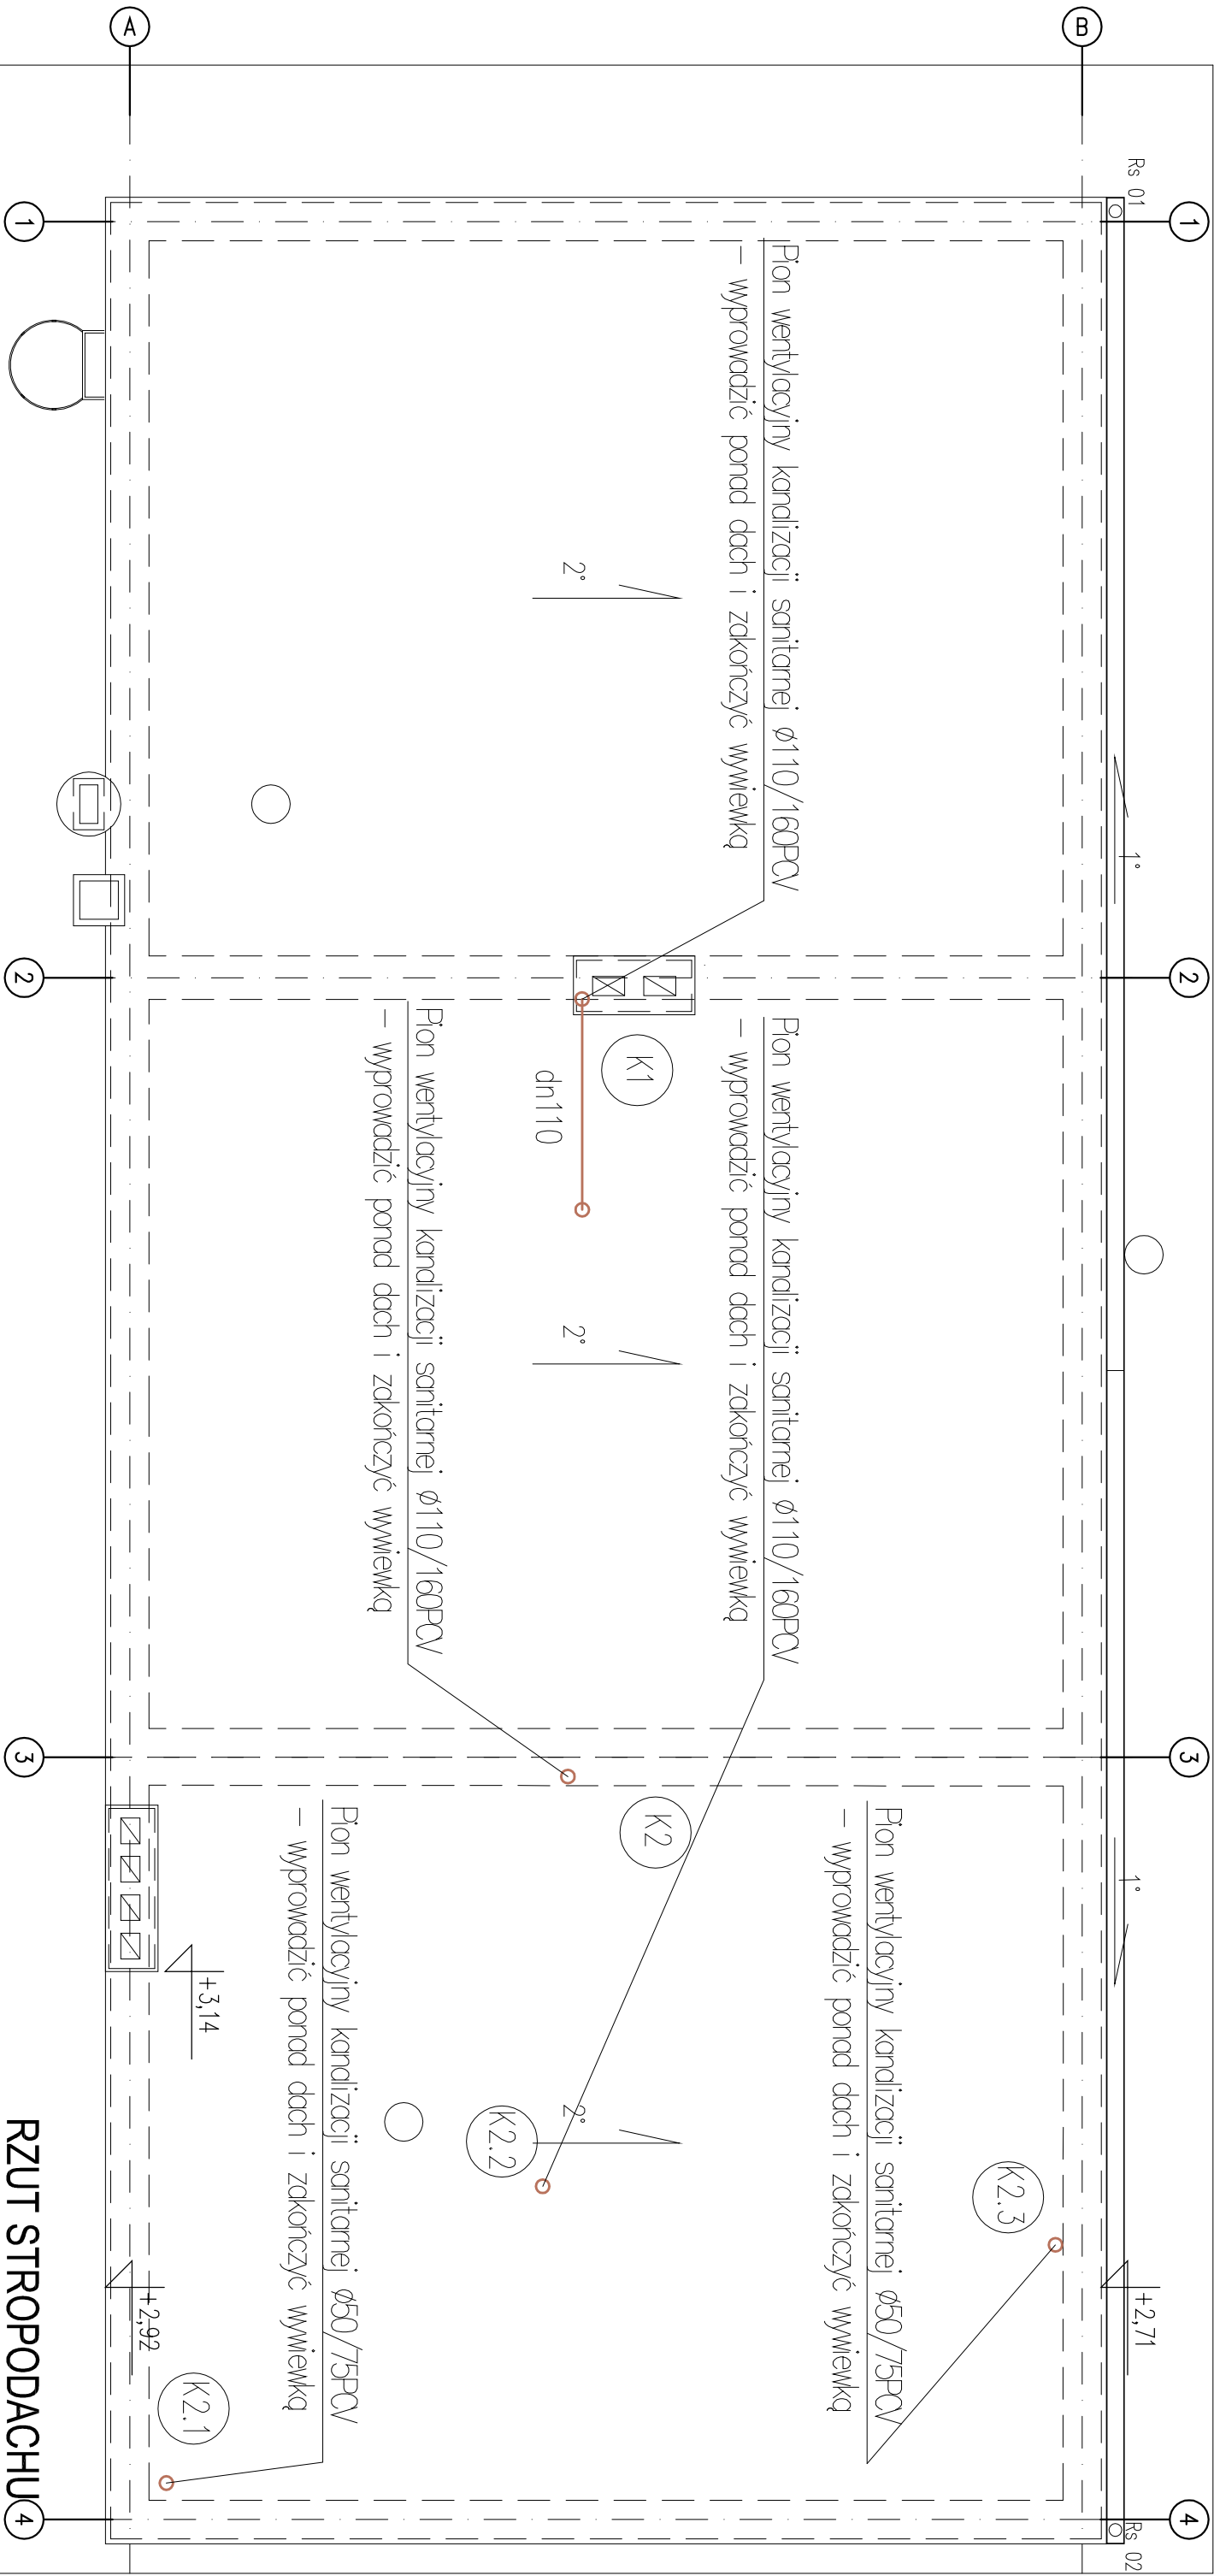 A
B
Rs 01
1
1
Pion wentylacyjny kanalizacji sanitarnej ø110/160PCV
– wyprowadzić ponad dach i zakończyć wywiewką
2°
1°
2
2
K1
dn110
Pion wentylacyjny kanalizacji sanitarnej ø110/160PCV
– wyprowadzić ponad dach i zakończyć wywiewką
Pion wentylacyjny kanalizacji sanitarnej ø110/160PCV
– wyprowadzić ponad dach i zakończyć wywiewką
2°
3
3
K2
1°
Pion wentylacyjny kanalizacji sanitarnej ø50/75PCV
– wyprowadzić ponad dach i zakończyć wywiewką
Pion wentylacyjny kanalizacji sanitarnej ø50/75PCV
– wyprowadzić ponad dach i zakończyć wywiewką
+3,14
2°
K2.2
K2.3
+2,71
+2,92
K2.1
4
4
Rs 02
RZUT STROPODACHU